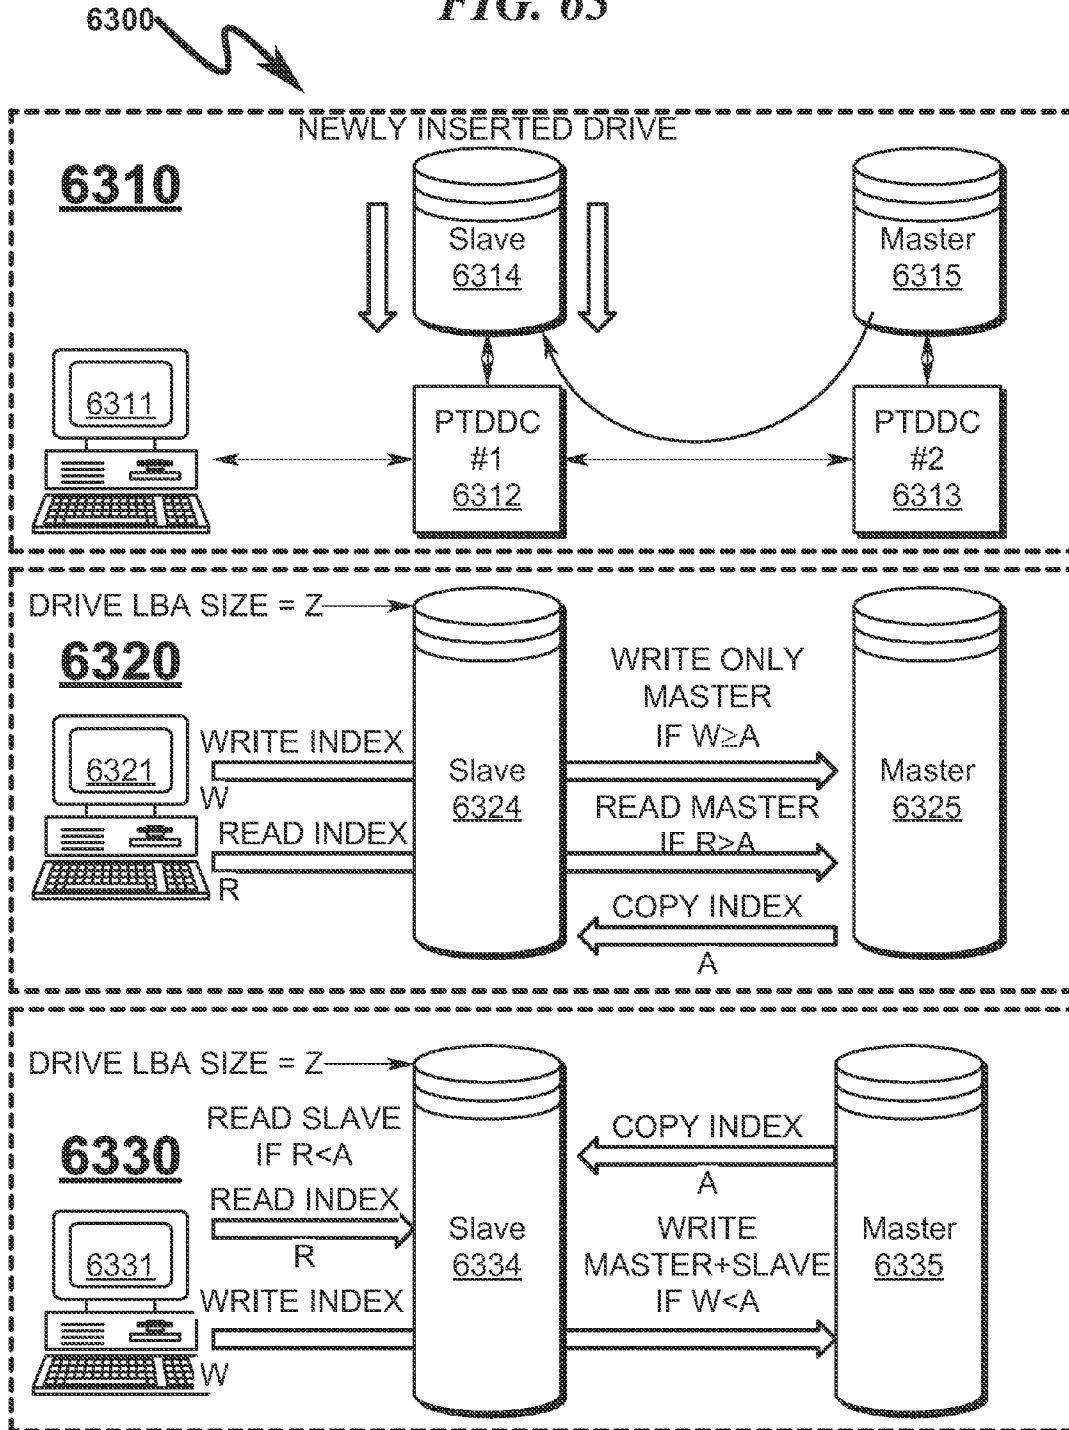 FIG. 63
6300
NEWLY INSERTED DRIVE
6310
Slave
6314
Master
6315
6311
PTDDC
#1
6312
PTDDC
#2
6313
DRIVE LBA SIZE = Z
6320
WRITE ONLY
MASTER
IF W≥A
6321
WRITE INDEX
W
Slave
6324
Master
6325
READ INDEX
R
READ MASTER
IF R>A
COPY INDEX
A
DRIVE LBA SIZE = Z
6330
READ SLAVE
IF R<A
COPY INDEX
A
6331
READ INDEX
R
Slave
6334
WRITE
MASTER+SLAVE
IF W<A
Master
6335
WRITE INDEX
W